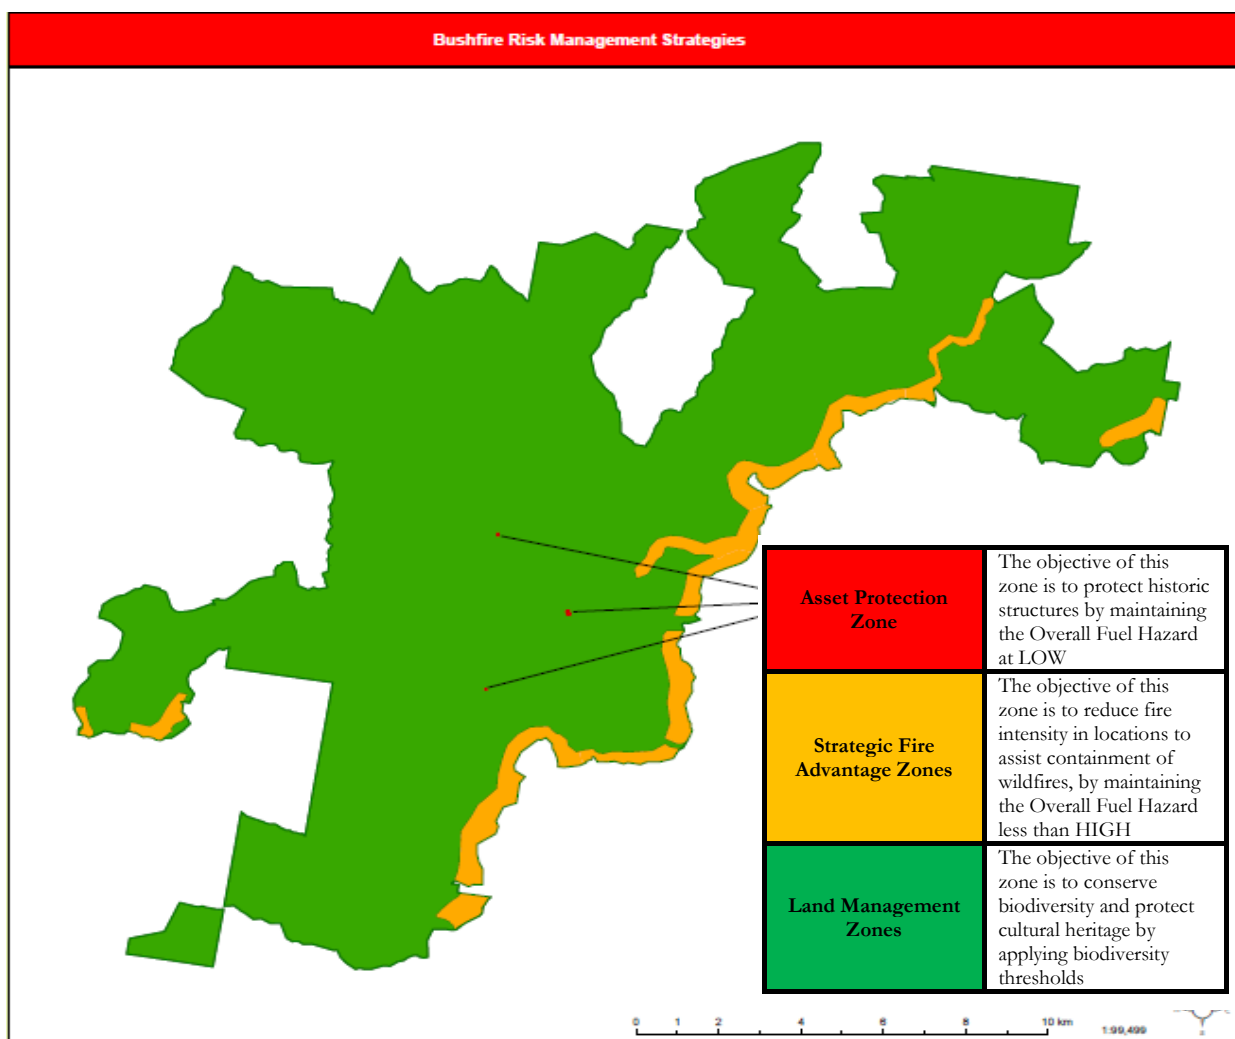 Bushfire Risk Management Strategies
Asset Protection
Zone
The objective of this
zone is to protect historic
structures by maintaining
the Overall Fuel Hazard
at LOW
Strategic Fire
Advantage Zones
The objective of this
zone is to reduce fire
intensity in locations to
assist containment of
wildfires, by maintaining
the Overall Fuel Hazard
less than HIGH
Land Management
Zones
The objective of this
zone is to conserve
biodiversity and protect
cultural heritage by
applying biodiversity
thresholds
0 1 2 4 6 8 10 km
1:99,499